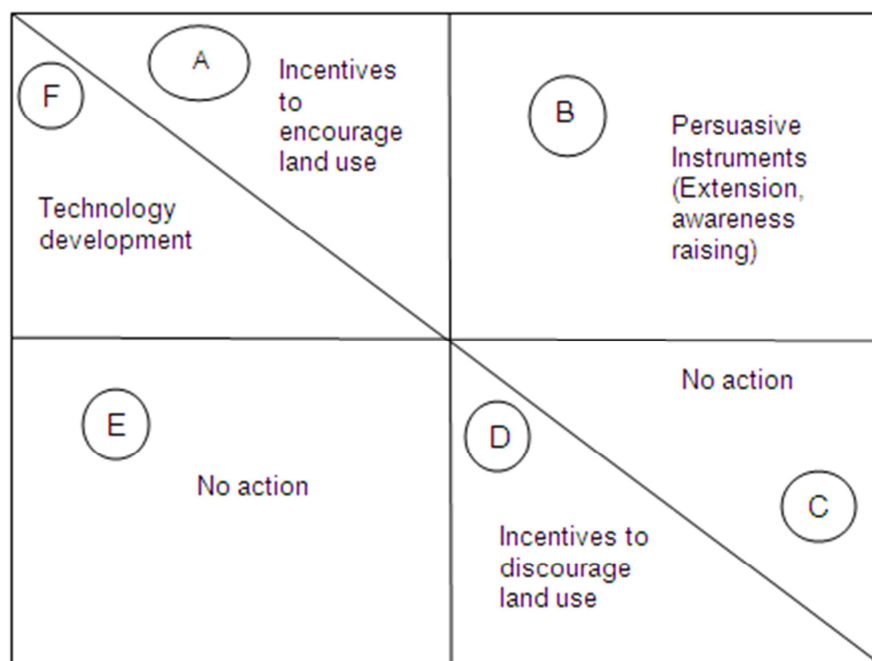 A
Incentives
to
encourage
land use
F
Technology
development
B
Persuasive
Instruments
(Extension,
awareness
raising)
E
No action
D
Incentives to
discourage
land use
No action
C